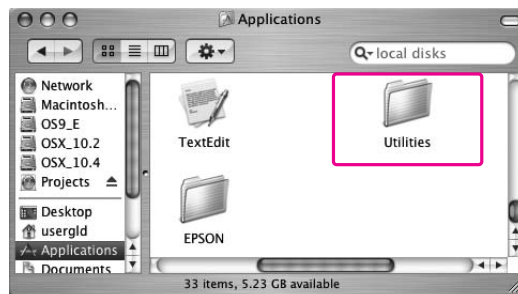 Applications
local disks
Network
Macintosh...
OS9_E
OSX_10.2
OSX_10.4
Projects
Desktop
usergld
Applications
Documents
TextEdit
Utilities
EPSON
33 items, 5.23 GB available